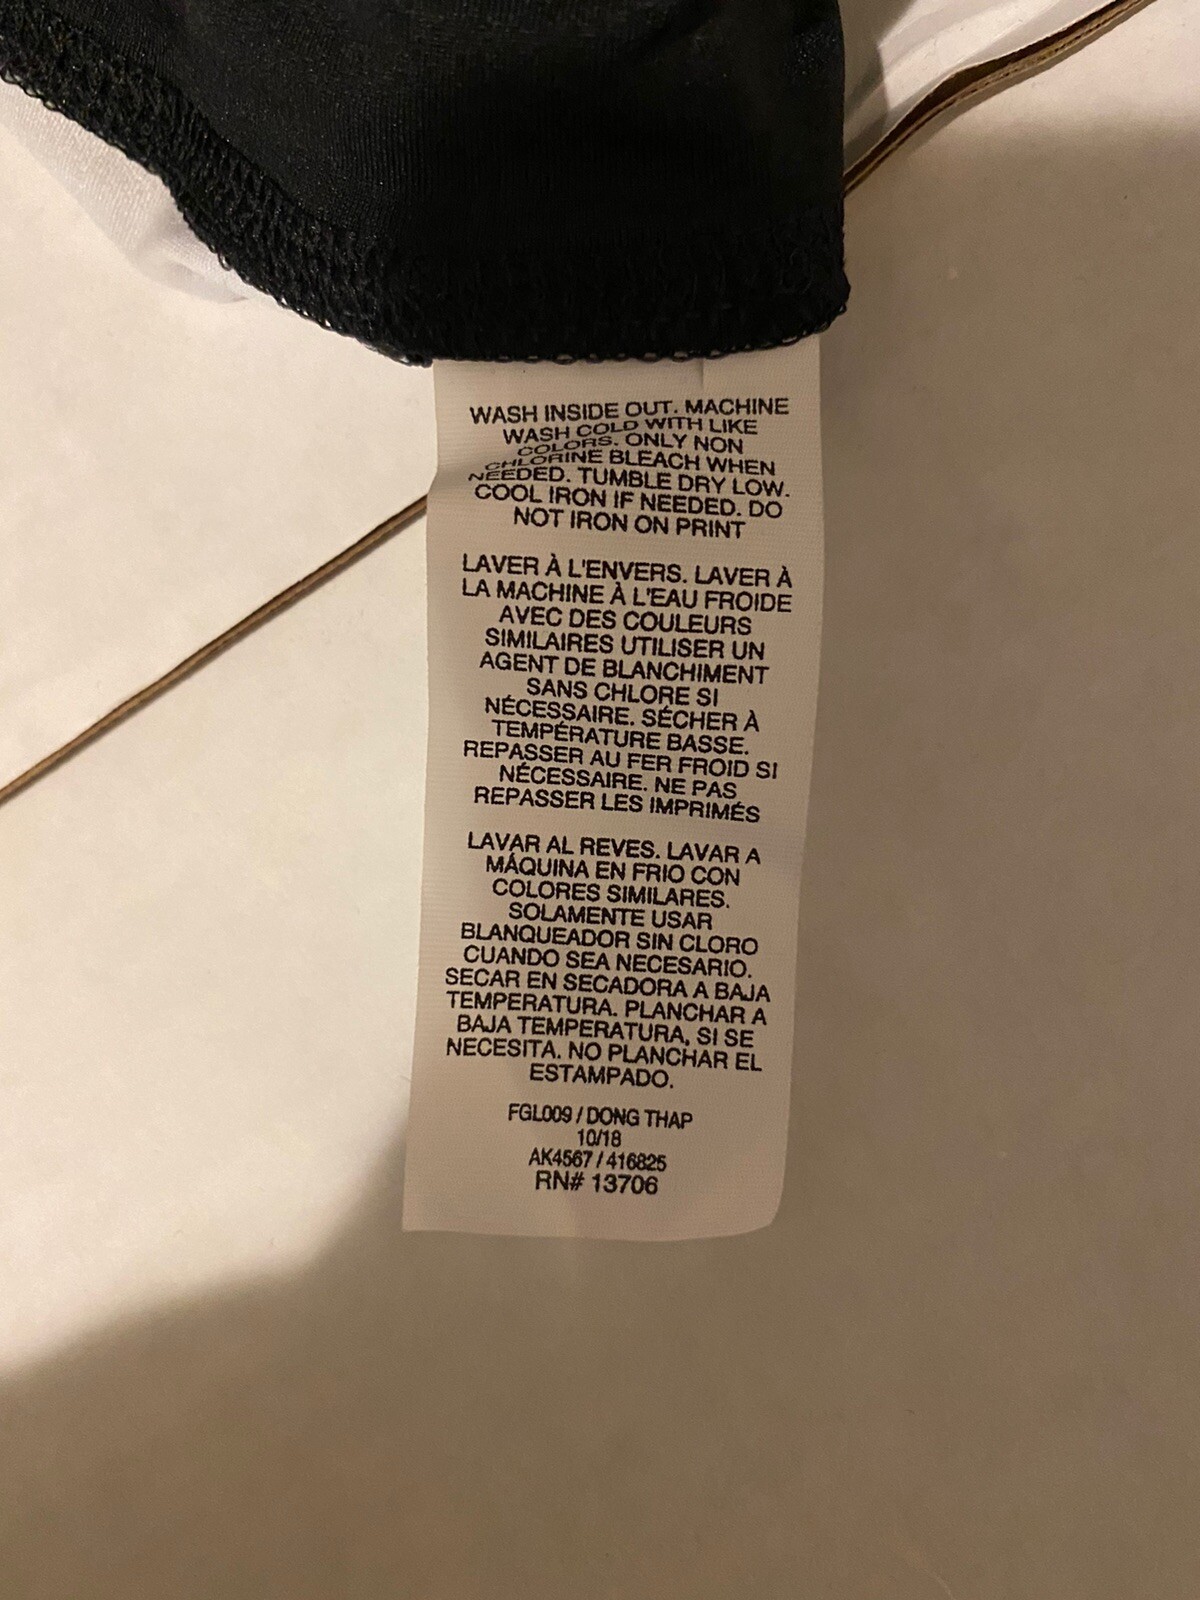 WASH INSIDE OUT. MACHINE
WASH COLD WITH LIKE
COLORS. ONLY NON
CHLORINE BLEACH WHEN
NEEDED. TUMBLE DRY LOW.
COOL IRON IF NEEDED. DO
NOT IRON ON PRINT
LAVER À L'ENVERS. LAVER À
LA MACHINE À L'EAU FROIDE
AVEC DES COULEURS
SIMILAIRES UTILISER UN
AGENT DE BLANCHIMENT
SANS CHLORE SI
NÉCESSAIRE. SÉCHER À
TEMPÉRATURE BASSE.
REPASSER AU FER FROID SI
NÉCESSAIRE. NE PAS
REPASSER LES IMPRIMÉS
LAVAR AL REVES. LAVAR A
MÁQUINA EN FRIO CON
COLORES SIMILARES.
SOLAMENTE USAR
BLANQUEADOR SIN CLORO
CUANDO SEA NECESARIO.
SECAR EN SECADORA A BAJA
TEMPERATURA. PLANCHAR A
BAJA TEMPERATURA, SI SE
NECESITA. NO PLANCHAR EL
ESTAMPADO.
FGL009 / DONG THAP
10/18
AK4567 / 416825
RN# 13706